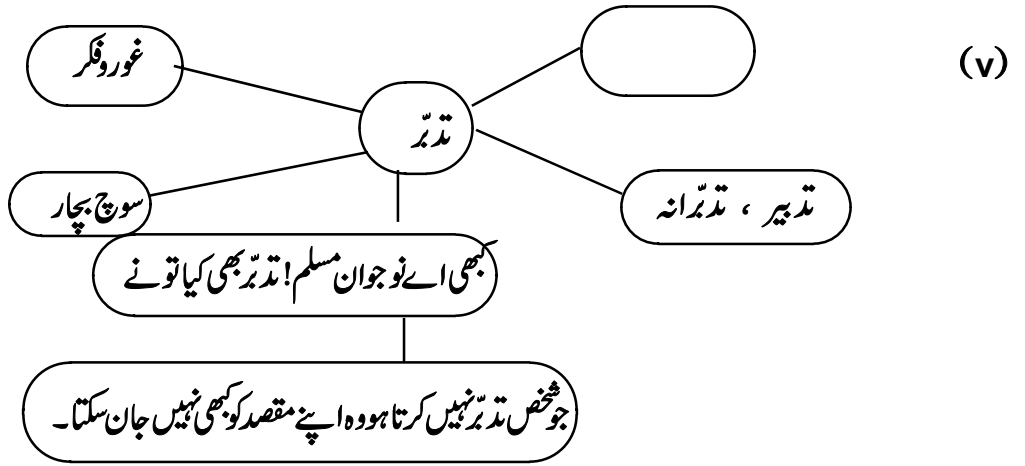 (v)
غوروفکر
تدبّر
سوچ بچار
تدبیر ، تدبّرانہ
کبھی اے نوجوان مسلم! تدبّر بھی کیا تو نے
جو شخص تدبّر نہیں کرتا ہو وہ اپنے مقصد کو کبھی نہیں جان سکتا۔